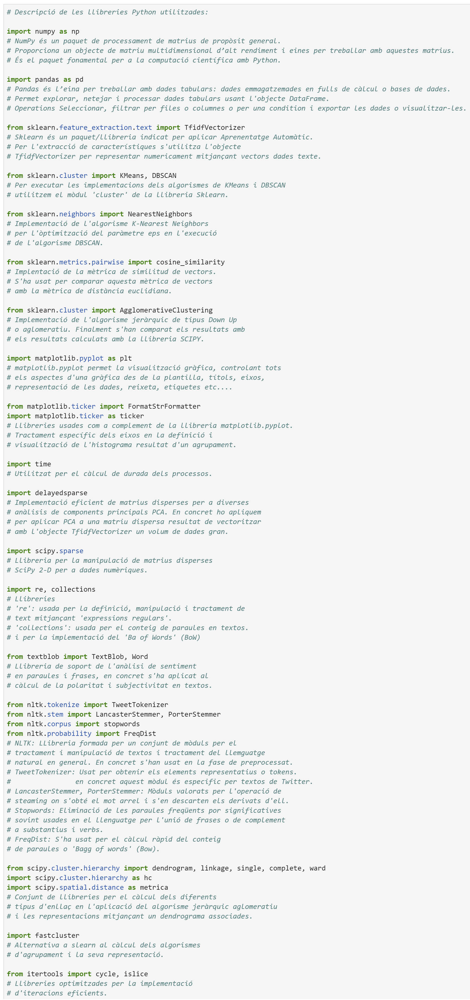 # Descripció de les llibreries Python utilitzades:
import numpy as np
# NumPy és un paquet de processament de matrius de propòsit general.
# Proporciona un objecte de matriu multidimensional d’alt rendiment i eines per treballar amb aquestes matrius.
# És el paquet fonamental per a la computació científica amb Python.
import pandas as pd
# Pandas és l’eina per treballar amb dades tabulars: dades emmagatzemades en fulls de càlcul o bases de dades.
# Permet explorar, netejar i processar dades tabulars usant l'objecte DataFrame.
# Operations Seleccionar, filtrar per files o columnes o per una condition i exportar les dades o visualitzar-les.
from sklearn.feature_extraction.text import TfidfVectorizer
# Sklearn és un paquet/llibreria indicat per aplicar Aprenentatge Automàtic.
# Per l'extracció de característiques s'utilitza l'objecte
# TfidfVectorizer per representar numericament mitjançant vectors dades texte.
from sklearn.cluster import KMeans, DBSCAN
# Per executar les implementacions dels algorismes de KMeans i DBSCAN
# utilitzem el mòdul 'cluster' de la llibreria Sklearn.
from sklearn.neighbors import NearestNeighbors
# Implementació de l'algorisme K-Nearest Neighbors
# per l'òptimització del paràmetre eps en l'execució
# de l'algorisme DBSCAN.
from sklearn.metrics.pairwise import cosine_similarity
# Implentació de la mètrica de similitud de vectors.
# S'ha usat per comparar aquesta mètrica de vectors
# amb la mètrica de distància euclidiana.
from sklearn.cluster import AgglomerativeClustering
# Implementació de l'algorisme jeràrquic de tipus Down Up
# o aglomeratiu. Finalment s'han comparat els resultats amb
# els resultats calculats amb la llibreria SCIPY.
import matplotlib.pyplot as plt
# matplotlib.pyplot permet la visualització gràfica, controlant tots
# els aspectes d'una gràfica des de la plantilla, títols, eixos,
# representació de les dades, reixeta, etiquetes etc....
from matplotlib.ticker import FormatStrFormatter
import matplotlib.ticker as ticker
# Llibreries usades com a complement de la llibreria matplotlib.pyplot.
# Tractament específic dels eixos en la definició i
# visualització de l'histograma resultat d'un agrupament.
import time
# Utilitzat per el càlcul de durada dels processos.
import delayedsparse
# Implementació eficient de matrius disperses per a diverses
# anàlisis de components principals PCA. En concret ho apliquem
# per aplicar PCA a una matriu dispersa resultat de vectoritzar
# amb l'objecte TfidfVectorizer un volum de dades gran.
import scipy.sparse
# Llibreria per la manipulació de matrius disperses
# SciPy 2-D per a dades numèriques.
import re, collections
# Llibreries
# 're': usada per la definició, manipulació i tractament de
# text mitjançant 'expressions regulars'.
# 'collections': usada per el conteig de paraules en textos.
# i per la implementació del 'Ba of Words' (BoW)
from textblob import TextBlob, Word
# Llibreria de soport de l'anàlisi de sentiment
# en paraules i frases, en concret s'ha aplicat al
# càlcul de la polaritat i subjectivitat en textos.
from nltk.tokenize import TweetTokenizer
from nltk.stem import LancasterStemmer, PorterStemmer
from nltk.corpus import stopwords
from nltk.probability import FreqDist
# NLTK: LLibreria formada per un conjunt de mòduls per el
# tractament i manipulació de textos i tractament del llemguatge
# natural en general. En concret s'han usat en la fase de preprocessat.
# TweetTokenizer: Usat per obtenir els elements representatius o tokens.
# en concret aquest mòdul és especific per textos de Twitter.
# LancasterStemmer, PorterStemmer: Mòduls valorats per l'operació de
# steaming on s'obté el mot arrel i s'en descarten els derivats d'ell.
# Stopwords: Eliminació de les paraules freqüents por significatives
# sovint usades en el llenguatge per l'unió de frases o de complement
# a substantius i verbs.
# FreqDist: S'ha usat per el càlcul ràpid del conteig
# de paraules o 'Bagg of words' (Bow).
from scipy.cluster.hierarchy import dendrogram, linkage, single, complete, ward
import scipy.cluster.hierarchy as hc
import scipy.spatial.distance as metrica
# Conjunt de llibreries per el càlcul dels diferents
# tipus d'enllaç en l'aplicació del algorisme jeràrquic aglomeratiu
# i les representacions mitjançant un dendrograma associades.
import fastcluster
# Alternativa a slearn al càlcul dels algorismes
# d'agrupament i la seva representació.
from itertools import cycle, islice
# Llibreries optimitzades per la implementació
# d'iteracions eficients.